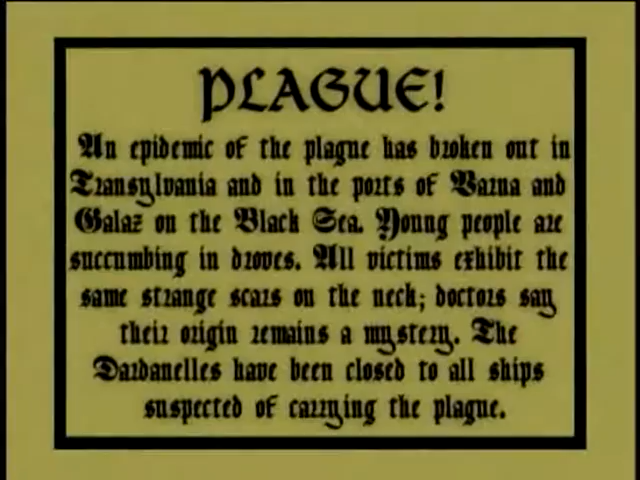 PLAGUE!
An epidemic of the plague has broken out in
Transylvania and in the ports of Varna and
Galaz on the Black Sea. Young people are
succumbing in droves. All victims exhibit the
same strange scars on the neck; doctors say
their origin remains a mystery. The
Dardanelles have been closed to all ships
suspected of carrying the plague.